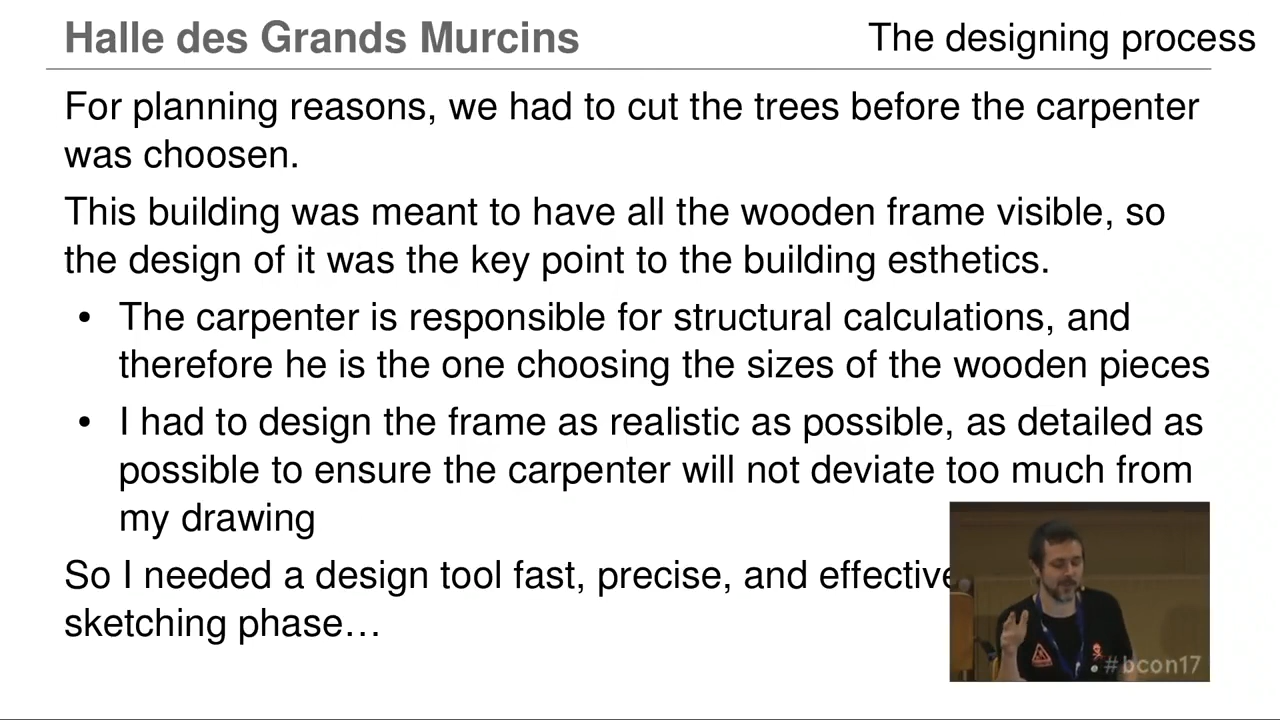 Halle des Grands Murcins
The designing process
For planning reasons, we had to cut the trees before the carpenter
was choosen.
This building was meant to have all the wooden frame visible, so
the design of it was the key point to the building esthetics.
• The carpenter is responsible for structural calculations, and
therefore he is the one choosing the sizes of the wooden pieces
• I had to design the frame as realistic as possible, as detailed as
possible to ensure the carpenter will not deviate too much from
my drawing
So I needed a design tool fast, precise, and effective
sketching phase…
#bcon17